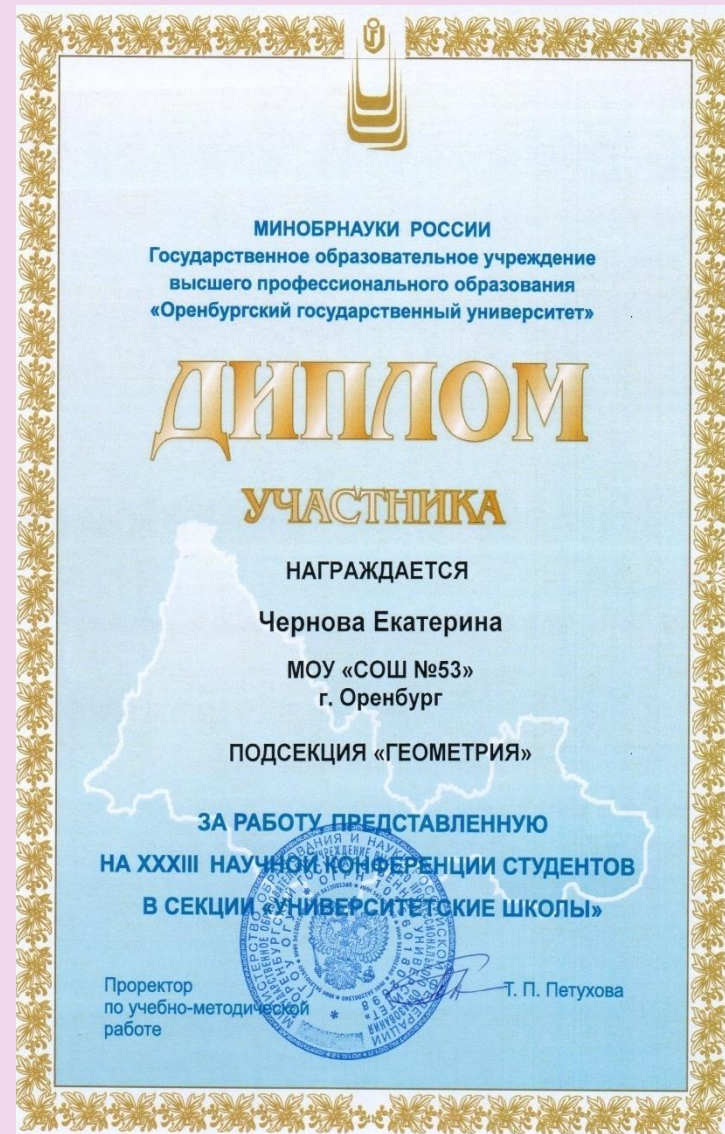 МИНОБРНАУКИ РОССИИ
Государственное образовательное учреждение
высшего профессионального образования
«Оренбургский государственный университет»
ДИПЛОМ
УЧАСТНИКА
НАГРАЖДАЕТСЯ
Чернова Екатерина
МОУ «СОШ №53»
г. Оренбург
ПОДСЕКЦИЯ «ГЕОМЕТРИЯ»
ЗА РАБОТУ ПРЕДСТАВЛЕННУЮ
НА XXXIII НАУЧНОЙ КОНФЕРЕНЦИИ СТУДЕНТОВ
В СЕКЦИИ «УНИВЕРСИТЕТСКИЕ ШКОЛЫ»
Проректор
по учебно-методической
работе
Т. П. Петухова